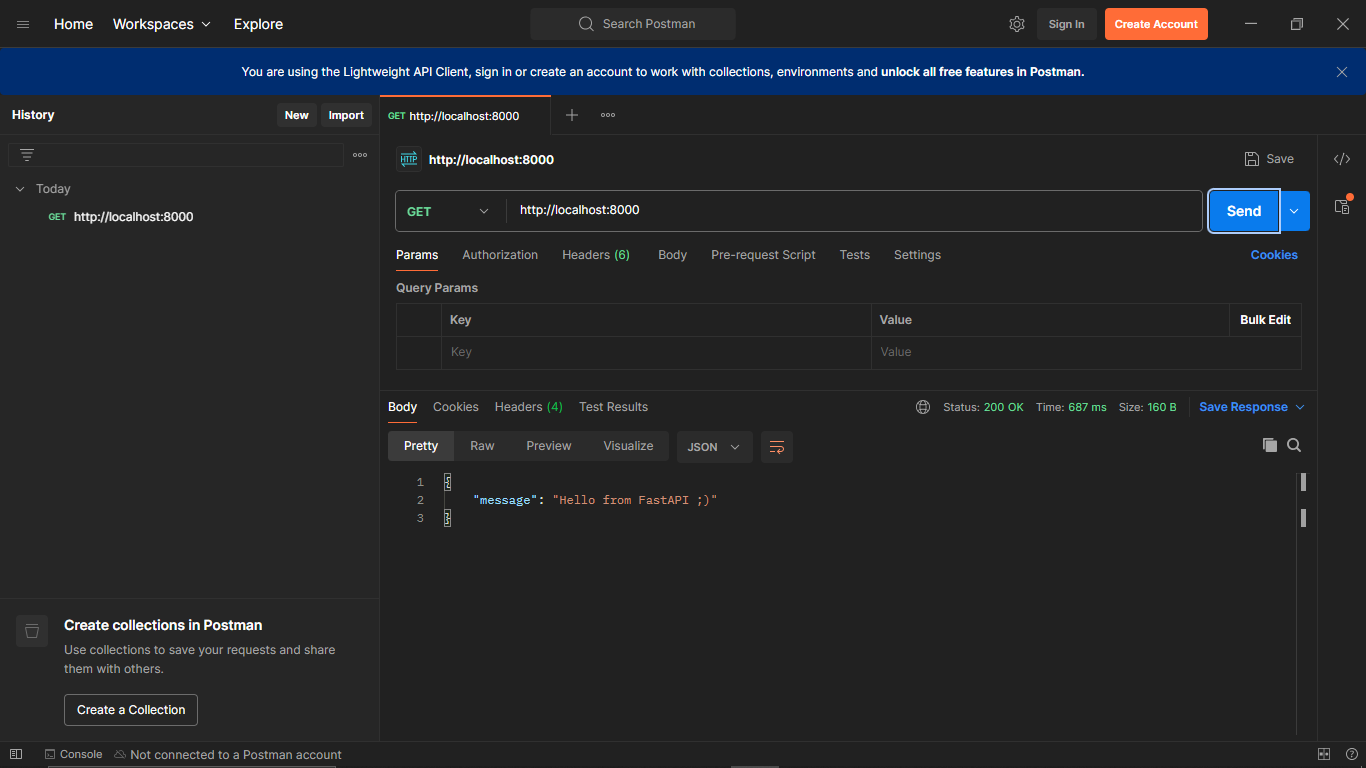 Home Workspaces Explore Search Postman Sign In Create Account
You are using the Lightweight API Client, sign in or create an account to work with collections, environments and unlock all free features in Postman.
History New Import
Today
GET http://localhost:8000
Create collections in Postman
Use collections to save your requests and share
them with others.
Create a Collection
GET http://localhost:8000
HTTP http://localhost:8000 Save
GET http://localhost:8000 Send
Params Authorization Headers (6) Body Pre-request Script Tests Settings Cookies
Query Params
Key Value Bulk Edit
Key Value
Body Cookies Headers (4) Test Results Status: 200 OK Time: 687 ms Size: 160 B Save Response
Pretty Raw Preview Visualize JSON
1 {
2 "message": "Hello from FastAPI ;)"
3 }
Console Not connected to a Postman account